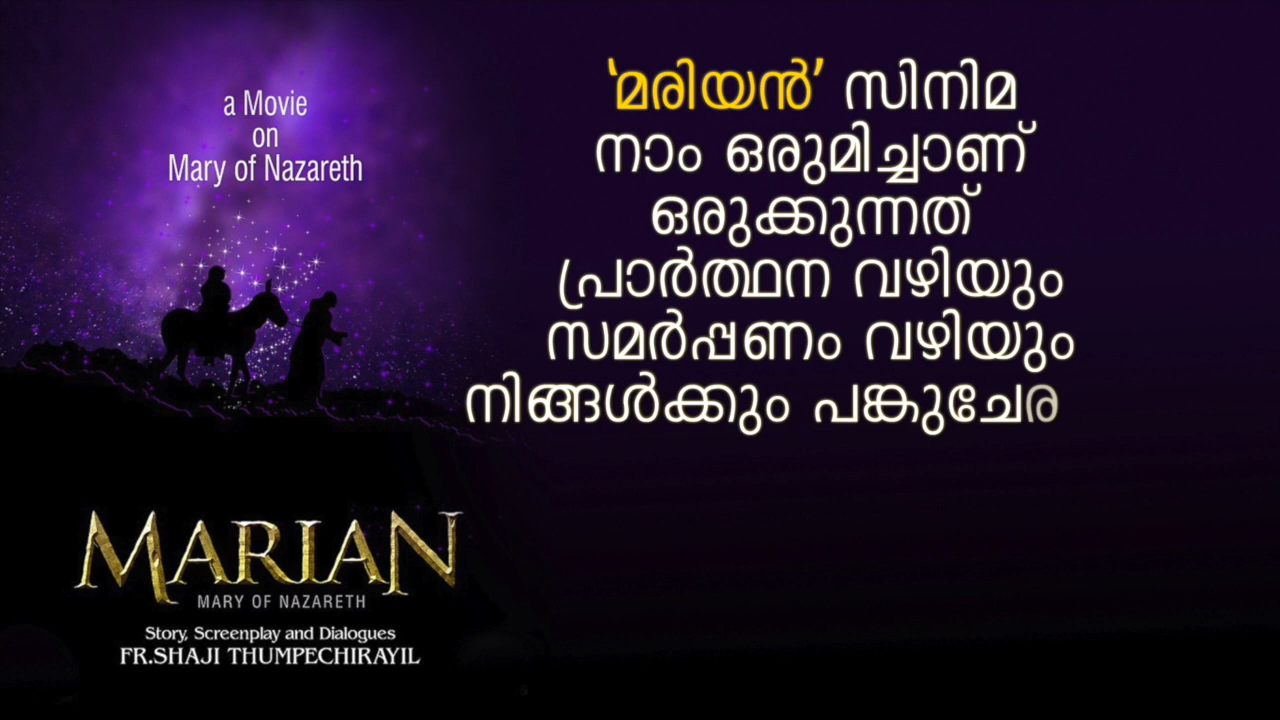 a Movie
on
Mary of Nazareth
‘മരിയൻ’ സിനിമ
നാം ഒരുമിച്ചാണ്
ഒരുക്കുന്നത്
പ്രാർത്ഥന വഴിയും
സമർപ്പണം വഴിയും
നിങ്ങൾക്കും പങ്കുചേര
MARIAN
MARY OF NAZARETH
Story, Screenplay and Dialogues
FR.SHAJI THUMPECHIRAYIL